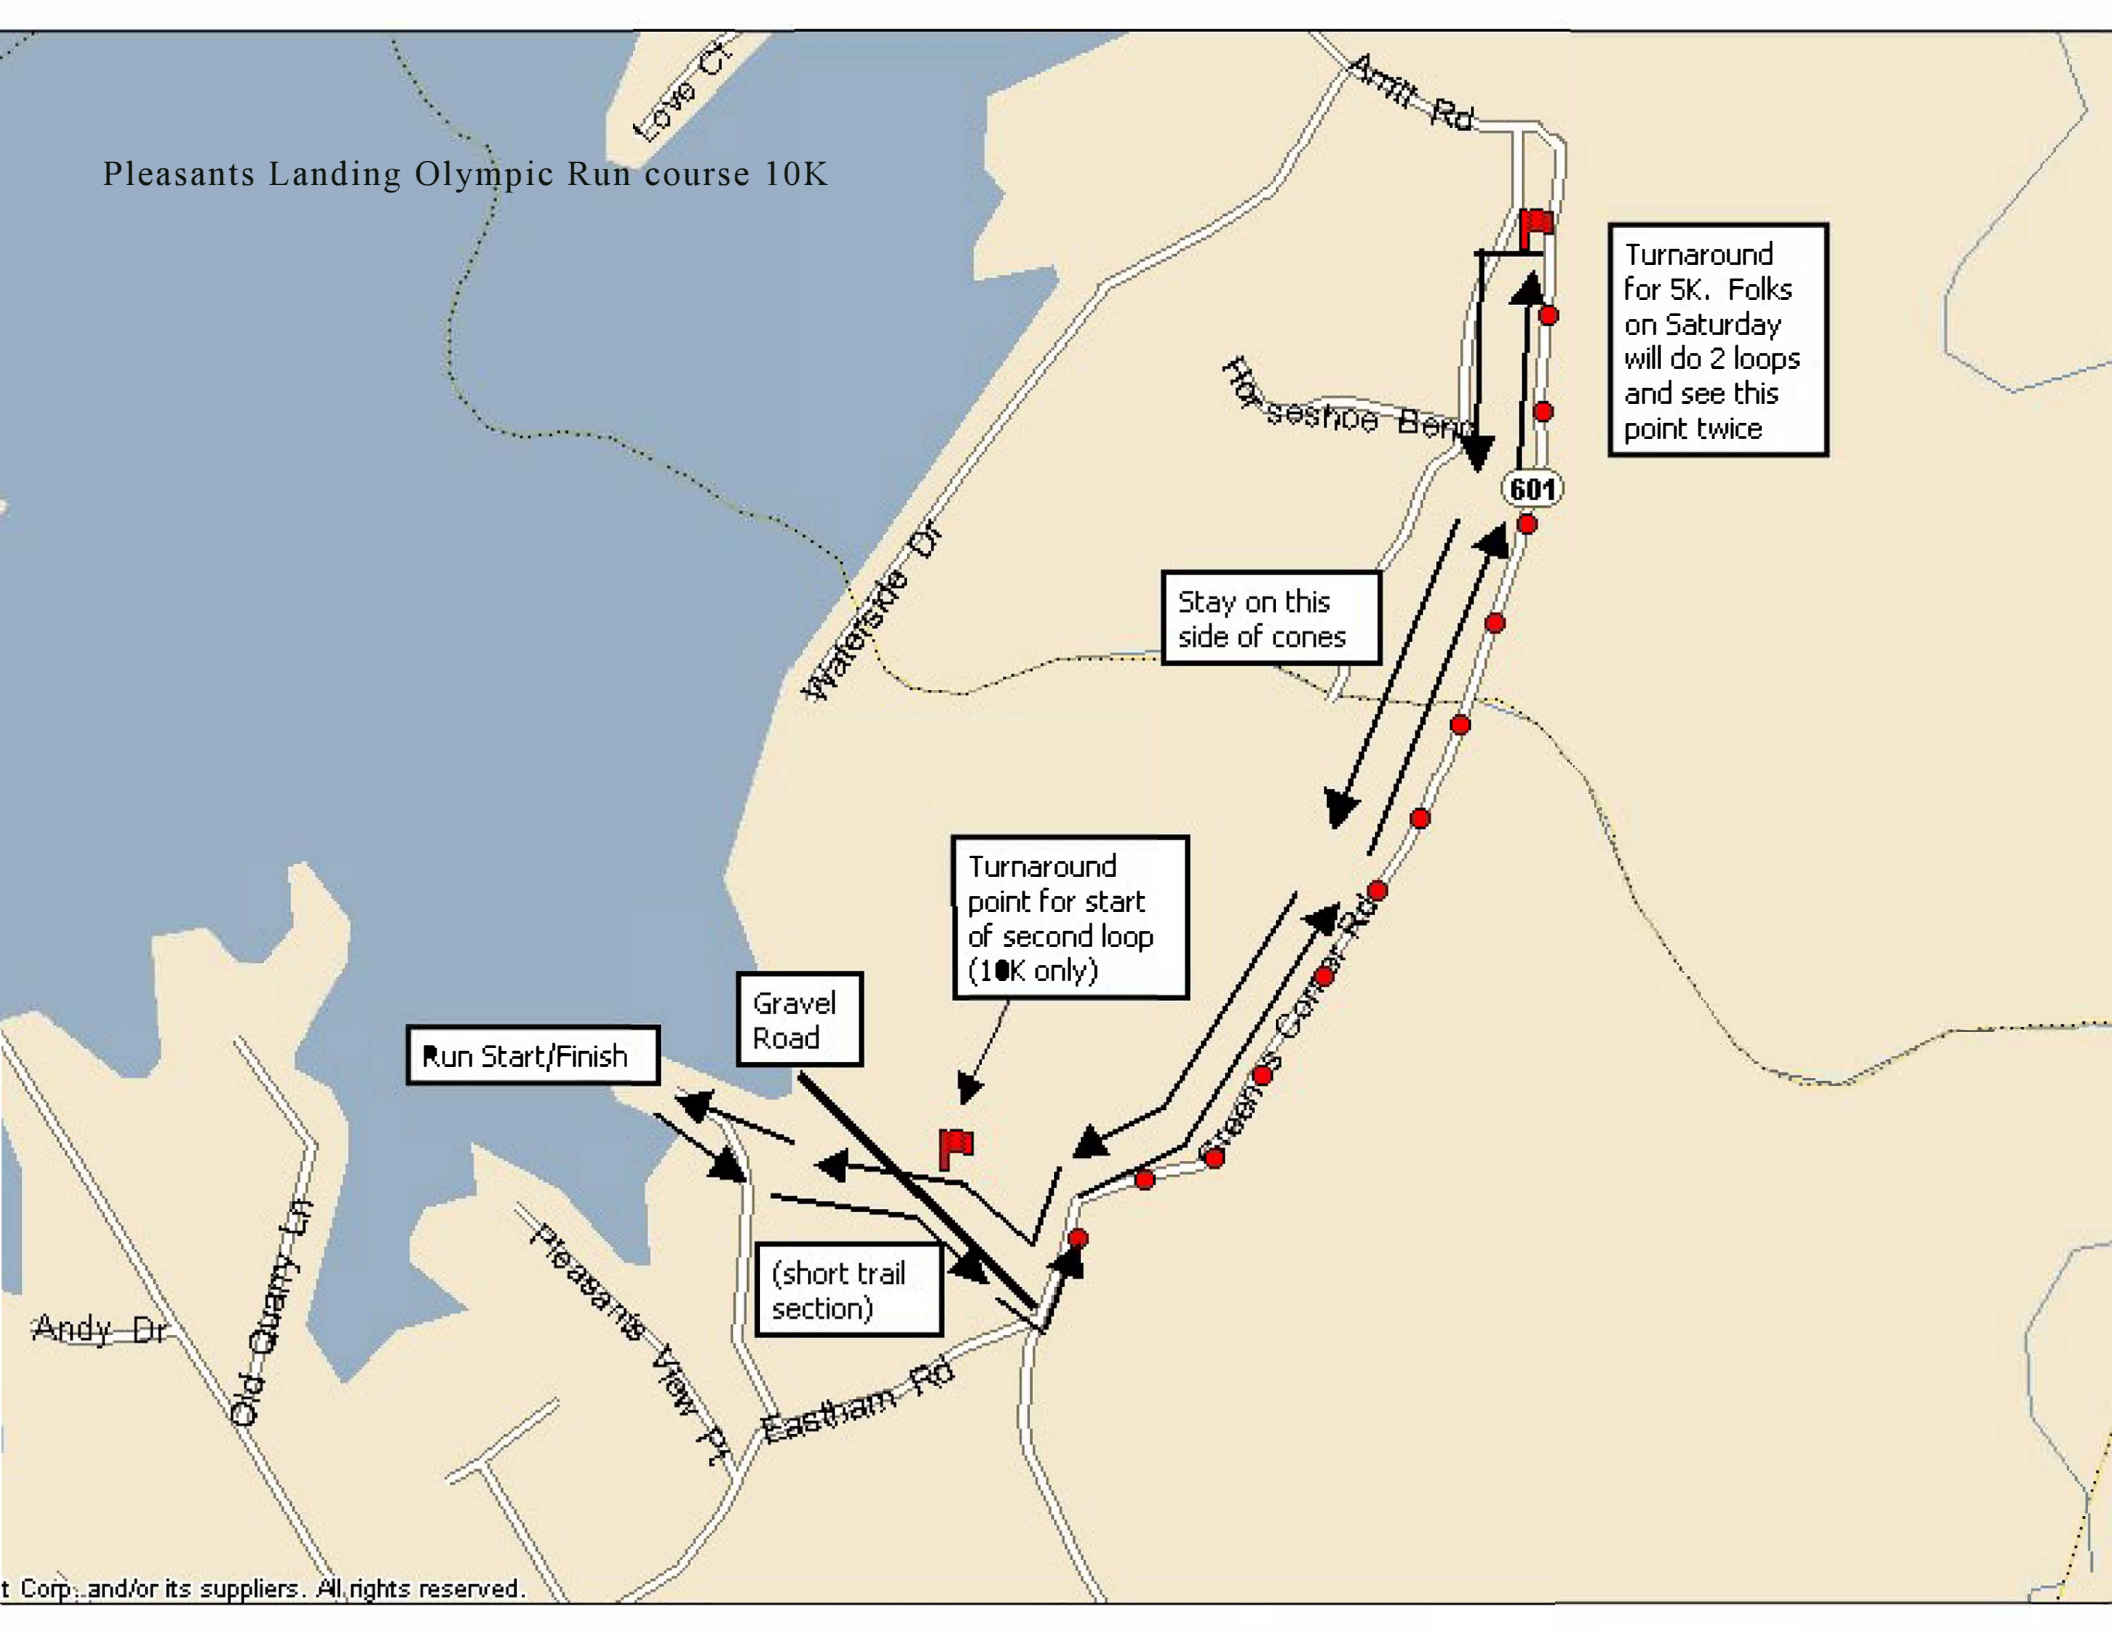 Love Ct
Amill Rd
Pleasants Landing Olympic Run course 10K
Turnaround
for 5K. Folks
on Saturday
will do 2 loops
and see this
point twice
Horseshoe Bend
601
Waterside Dr
Stay on this
side of cones
Turnaround
point for start
of second loop
(10K only)
Greenes Corner Rd
Gravel
Road
Run Start/Finish
(short trail
section)
Old Quarry Ln
Andy Dr
Pleasants View Pt
Eastham Rd
t Corp. and/or its suppliers. All rights reserved.